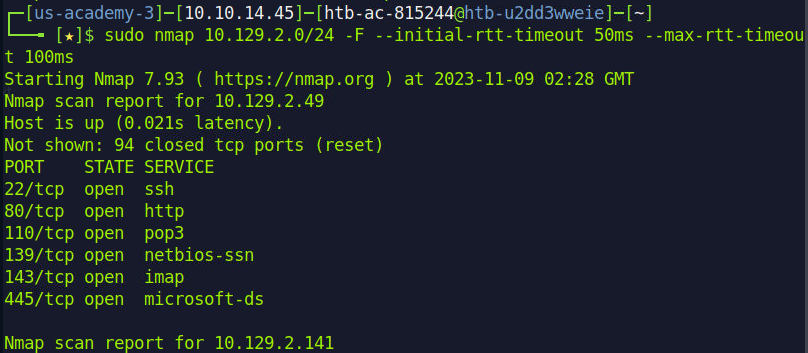 ┌─[us-academy-3]─[10.10.14.45]─[htb-ac-815244@htb-u2dd3wweie]─[~]
└──╼ [★]$ sudo nmap 10.129.2.0/24 -F --initial-rtt-timeout 50ms --max-rtt-timeou
t 100ms
Starting Nmap 7.93 ( https://nmap.org ) at 2023-11-09 02:28 GMT
Nmap scan report for 10.129.2.49
Host is up (0.021s latency).
Not shown: 94 closed tcp ports (reset)
PORT    STATE SERVICE
22/tcp  open  ssh
80/tcp  open  http
110/tcp open  pop3
139/tcp open  netbios-ssn
143/tcp open  imap
445/tcp open  microsoft-ds
Nmap scan report for 10.129.2.141